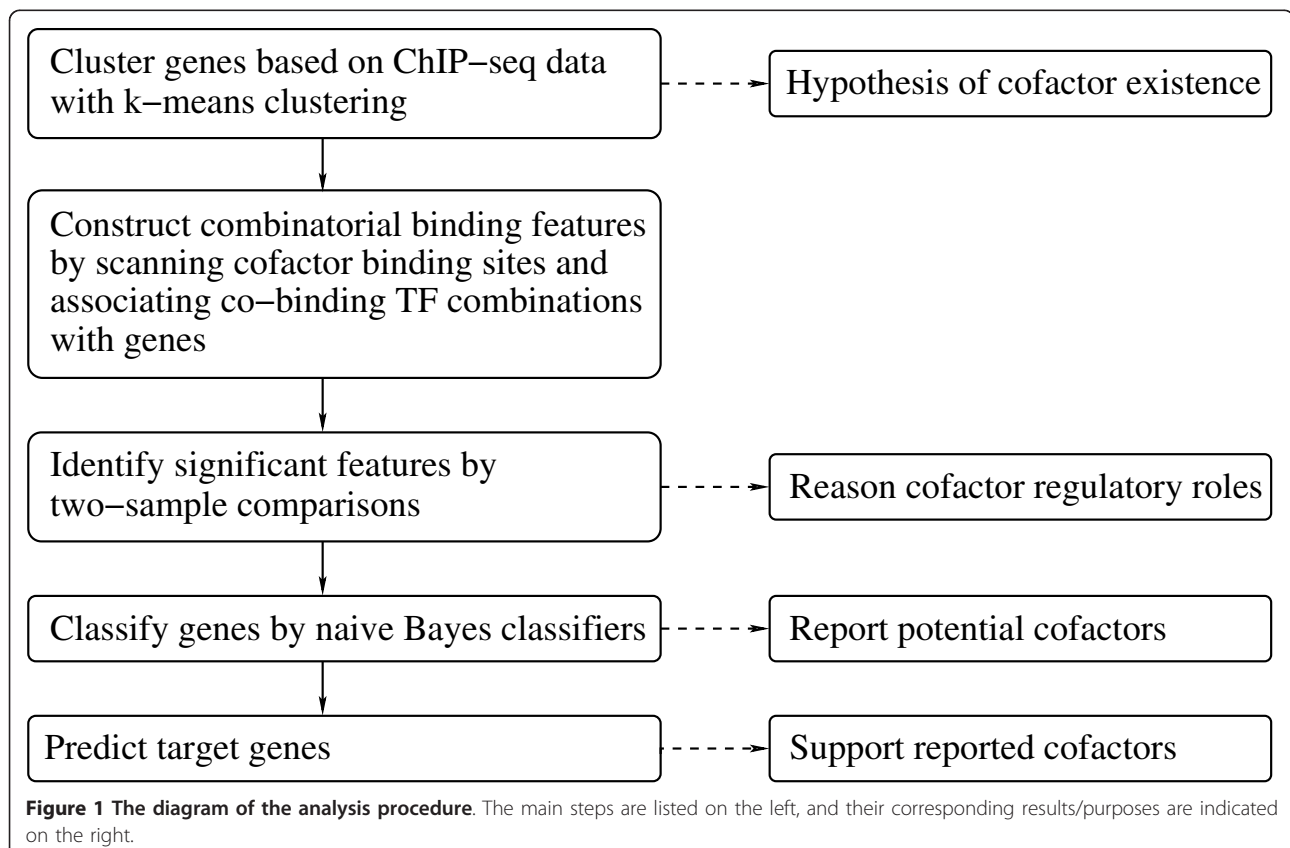 Cluster genes based on ChIP−seq data
with k−means clustering
Hypothesis of cofactor existence
Construct combinatorial binding features
by scanning cofactor binding sites and
associating co−binding TF combinations
with genes
Identify significant features by
two−sample comparisons
Reason cofactor regulatory roles
Classify genes by naive Bayes classifiers
Report potential cofactors
Predict target genes
Support reported cofactors
Figure 1 The diagram of the analysis procedure. The main steps are listed on the left, and their corresponding results/purposes are indicated
on the right.